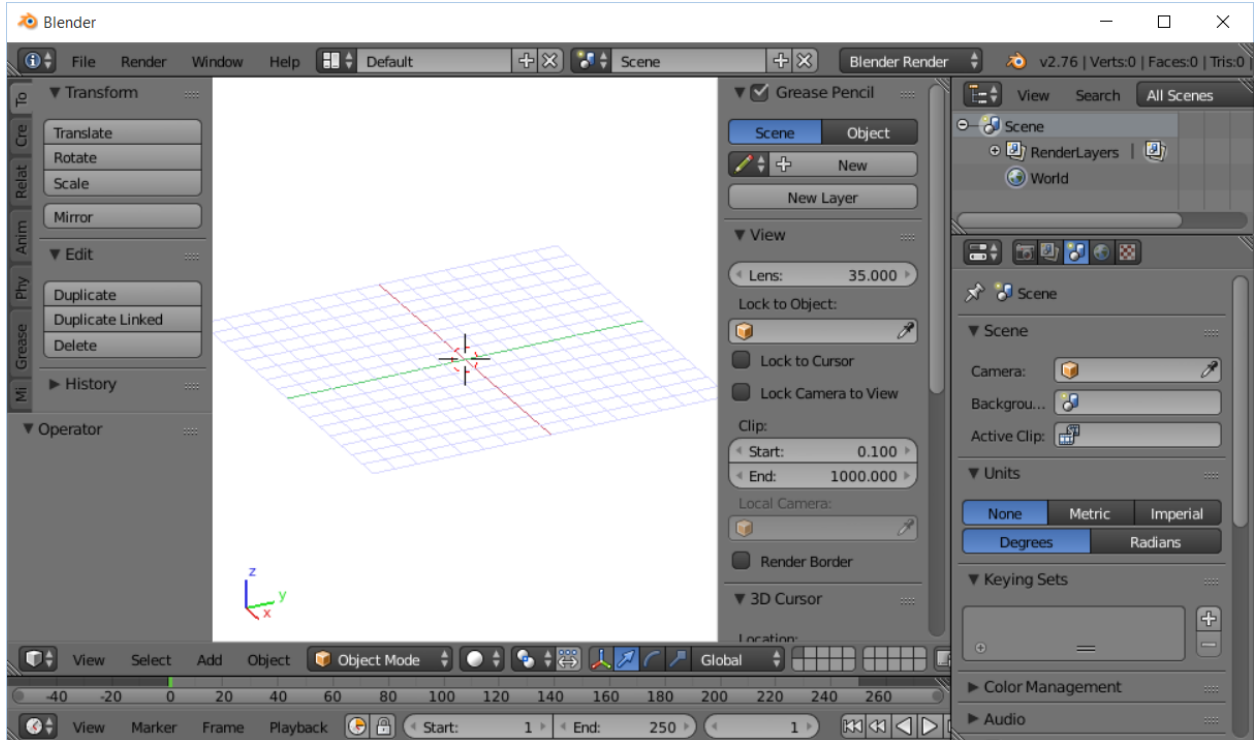 Blender
File Render Window Help Default Scene Blender Render v2.76 | Verts:0 | Faces:0 | Tris:0
To
Cre
Relat
Anim
Phy
Grease
Mi
Transform
Translate
Rotate
Scale
Mirror
Edit
Duplicate
Duplicate Linked
Delete
History
Operator
z
y
x
Grease Pencil
Scene Object
New
New Layer
View
Lens: 35.000
Lock to Object:
Lock to Cursor
Lock Camera to View
Clip:
Start: 0.100
End: 1000.000
Local Camera:
Render Border
3D Cursor
Location:
View Search All Scenes
Scene
RenderLayers |
World
Scene
Scene
Camera:
Backgrou...
Active Clip:
Units
None Metric Imperial
Degrees Radians
Keying Sets
Color Management
Audio
View Select Add Object Object Mode Global
-40 -20 0 20 40 60 80 100 120 140 160 180 200 220 240 260
View Marker Frame Playback Start: 1 End: 250 1